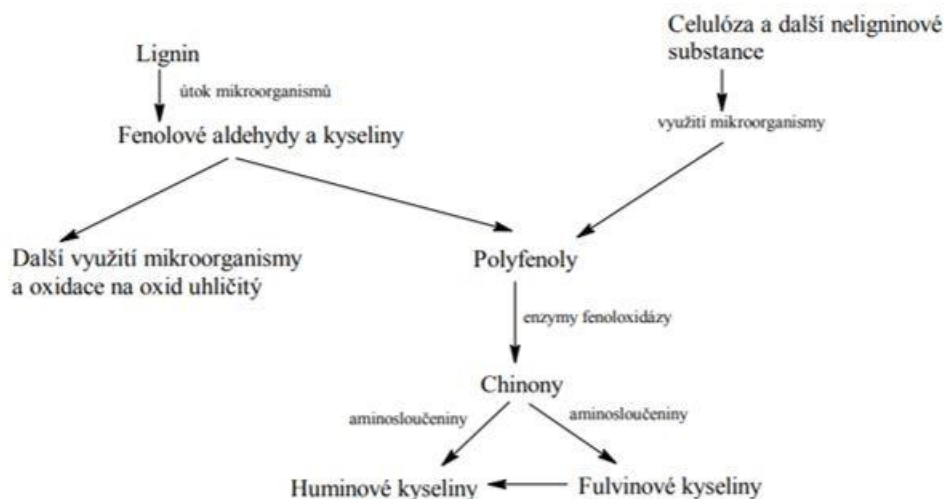 Celulóza a další neligninové
substance
Lignin
útok mikroorganismů
využití mikroorganismy
Fenolové aldehydy a kyseliny
Další využití mikroorganismy
a oxidace na oxid uhličitý
Polyfenoly
enzymy fenoloxidázy
Chinony
aminosloučeniny
aminosloučeniny
Huminové kyseliny
Fulvinové kyseliny